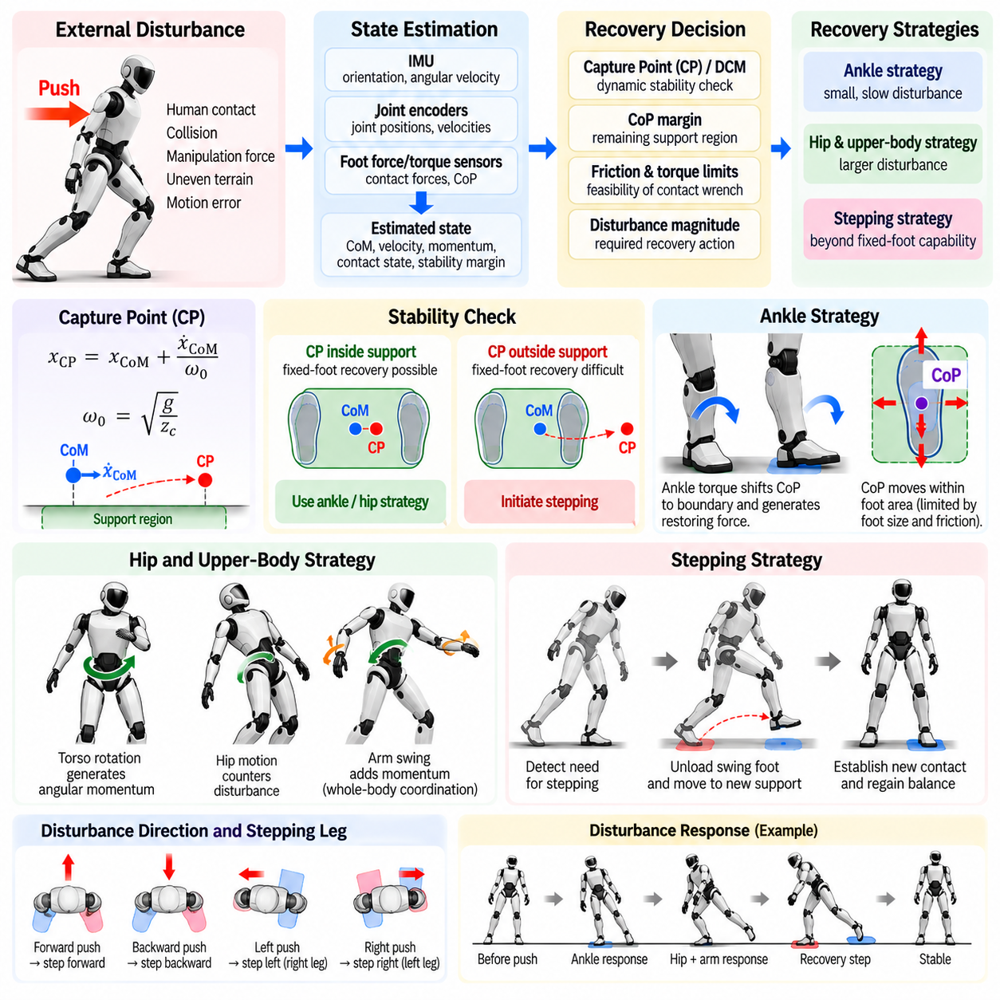 External Disturbance
Push
Human contact
Collision
Manipulation force
Uneven terrain
Motion error
State Estimation
IMU
orientation, angular velocity
Joint encoders
joint positions, velocities
Foot force/torque sensors
contact forces, CoP
Estimated state
CoM, velocity, momentum,
contact state, stability margin
Recovery Decision
Capture Point (CP) / DCM
dynamic stability check
CoP margin
remaining support region
Friction & torque limits
feasibility of contact wrench
Disturbance magnitude
required recovery action
Recovery Strategies
Ankle strategy
small, slow disturbance
Hip & upper-body strategy
larger disturbance
Stepping strategy
beyond fixed-foot capability
Capture Point (CP)
x_CP = x_CoM + ẋ_CoM / ω₀
ω₀ = √(g / z_c)
CoM
ẋ_CoM
CP
Support region
Stability Check
CP inside support
fixed-foot recovery possible
CoM
CP
Use ankle / hip strategy
CP outside support
fixed-foot recovery difficult
CoM
CP
Initiate stepping
Ankle Strategy
CoP
Ankle torque shifts CoP
to boundary and generates
restoring force.
CoP moves within
foot area (limited by
foot size and friction).
Hip and Upper-Body Strategy
Torso rotation
generates
angular momentum
Hip motion
counters
disturbance
Arm swing
adds momentum
(whole-body coordination)
Stepping Strategy
Detect need
for stepping
Unload swing foot
and move to new support
Establish new contact
and regain balance
Disturbance Direction and Stepping Leg
Forward push
→ step forward
Backward push
→ step backward
Left push
→ step left (right leg)
Right push
→ step right (left leg)
Disturbance Response (Example)
Before push
Ankle response
Hip + arm response
Recovery step
Stable